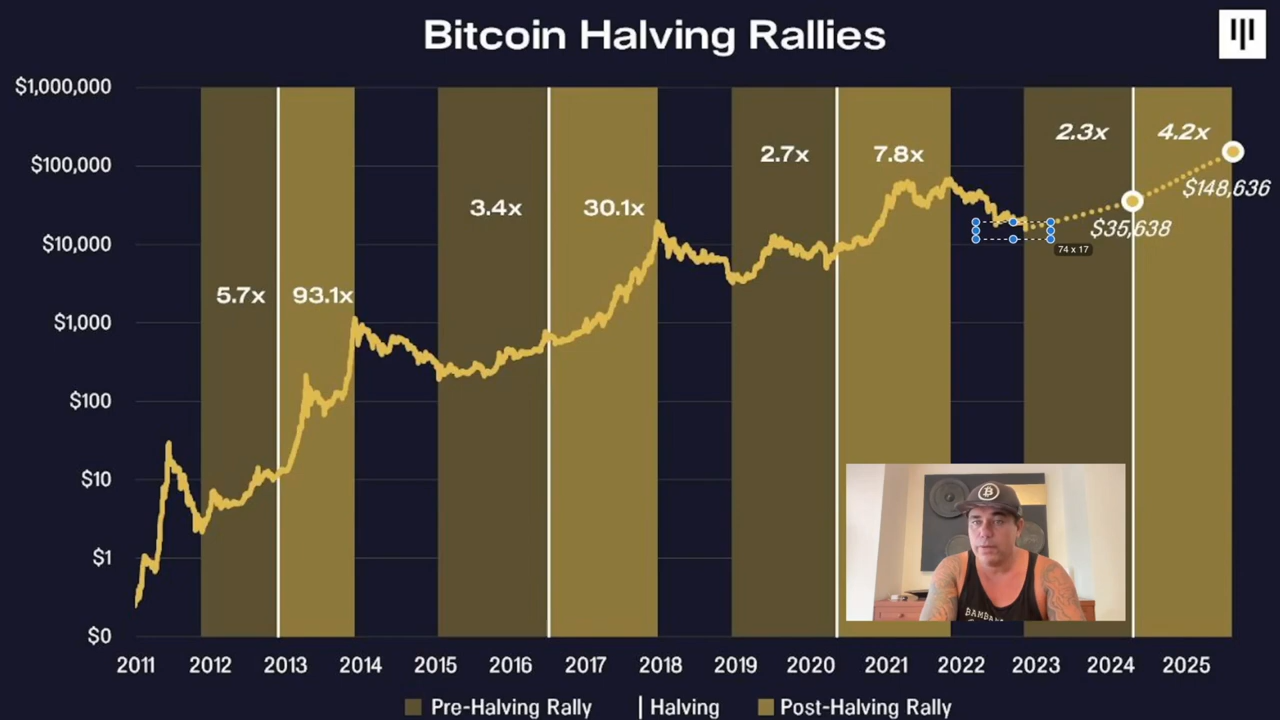 Bitcoin Halving Rallies
$1,000,000
$100,000
$10,000
$1,000
$100
$10
$1
$0
5.7x
93.1x
3.4x
30.1x
2.7x
7.8x
2.3x
4.2x
$148,636
$35,638
74 x 17
B
BAMBAM
2011 2012 2013 2014 2015 2016 2017 2018 2019 2020 2021 2022 2023 2024 2025
Pre-Halving Rally Halving Post-Halving Rally